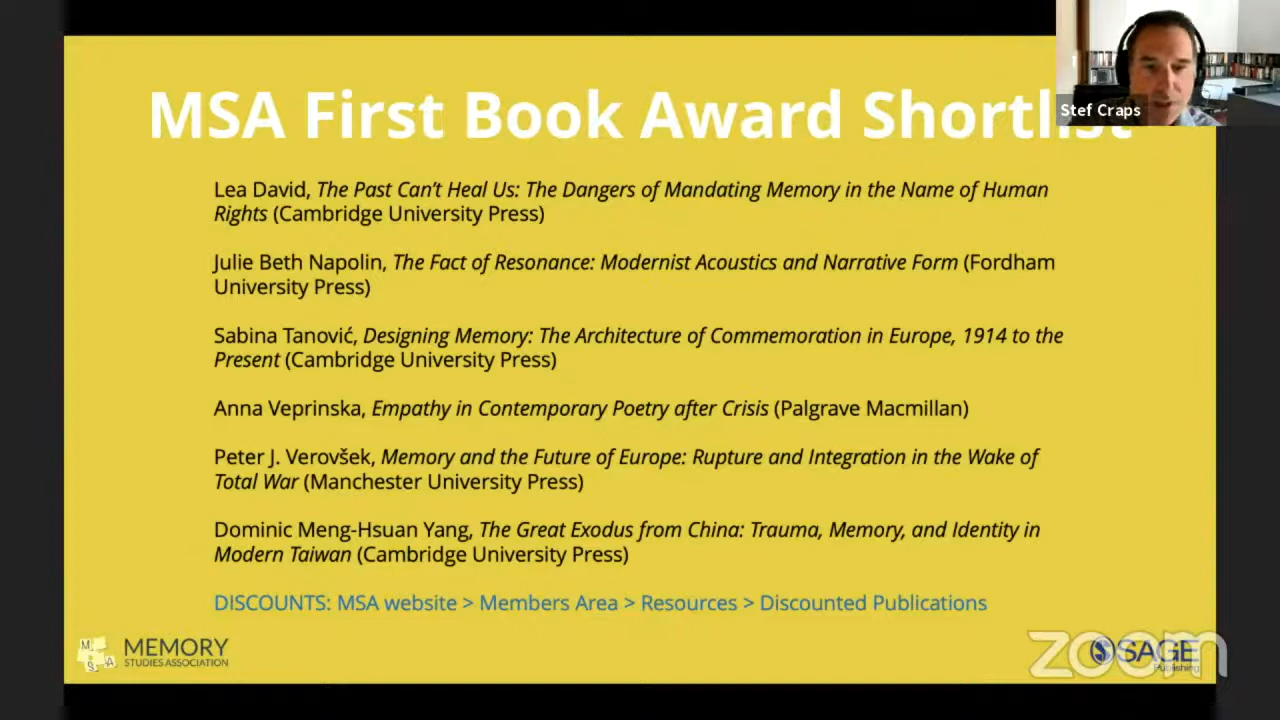 MSA First Book Award Shortlist
Stef Craps
Lea David, The Past Can't Heal Us: The Dangers of Mandating Memory in the Name of Human
Rights (Cambridge University Press)
Julie Beth Napolin, The Fact of Resonance: Modernist Acoustics and Narrative Form (Fordham
University Press)
Sabina Tanović, Designing Memory: The Architecture of Commemoration in Europe, 1914 to the
Present (Cambridge University Press)
Anna Veprinska, Empathy in Contemporary Poetry after Crisis (Palgrave Macmillan)
Peter J. Verovšek, Memory and the Future of Europe: Rupture and Integration in the Wake of
Total War (Manchester University Press)
Dominic Meng-Hsuan Yang, The Great Exodus from China: Trauma, Memory, and Identity in
Modern Taiwan (Cambridge University Press)
DISCOUNTS: MSA website > Members Area > Resources > Discounted Publications
M S A
MEMORY
STUDIES ASSOCIATION
zoom
SAGE
Publishing